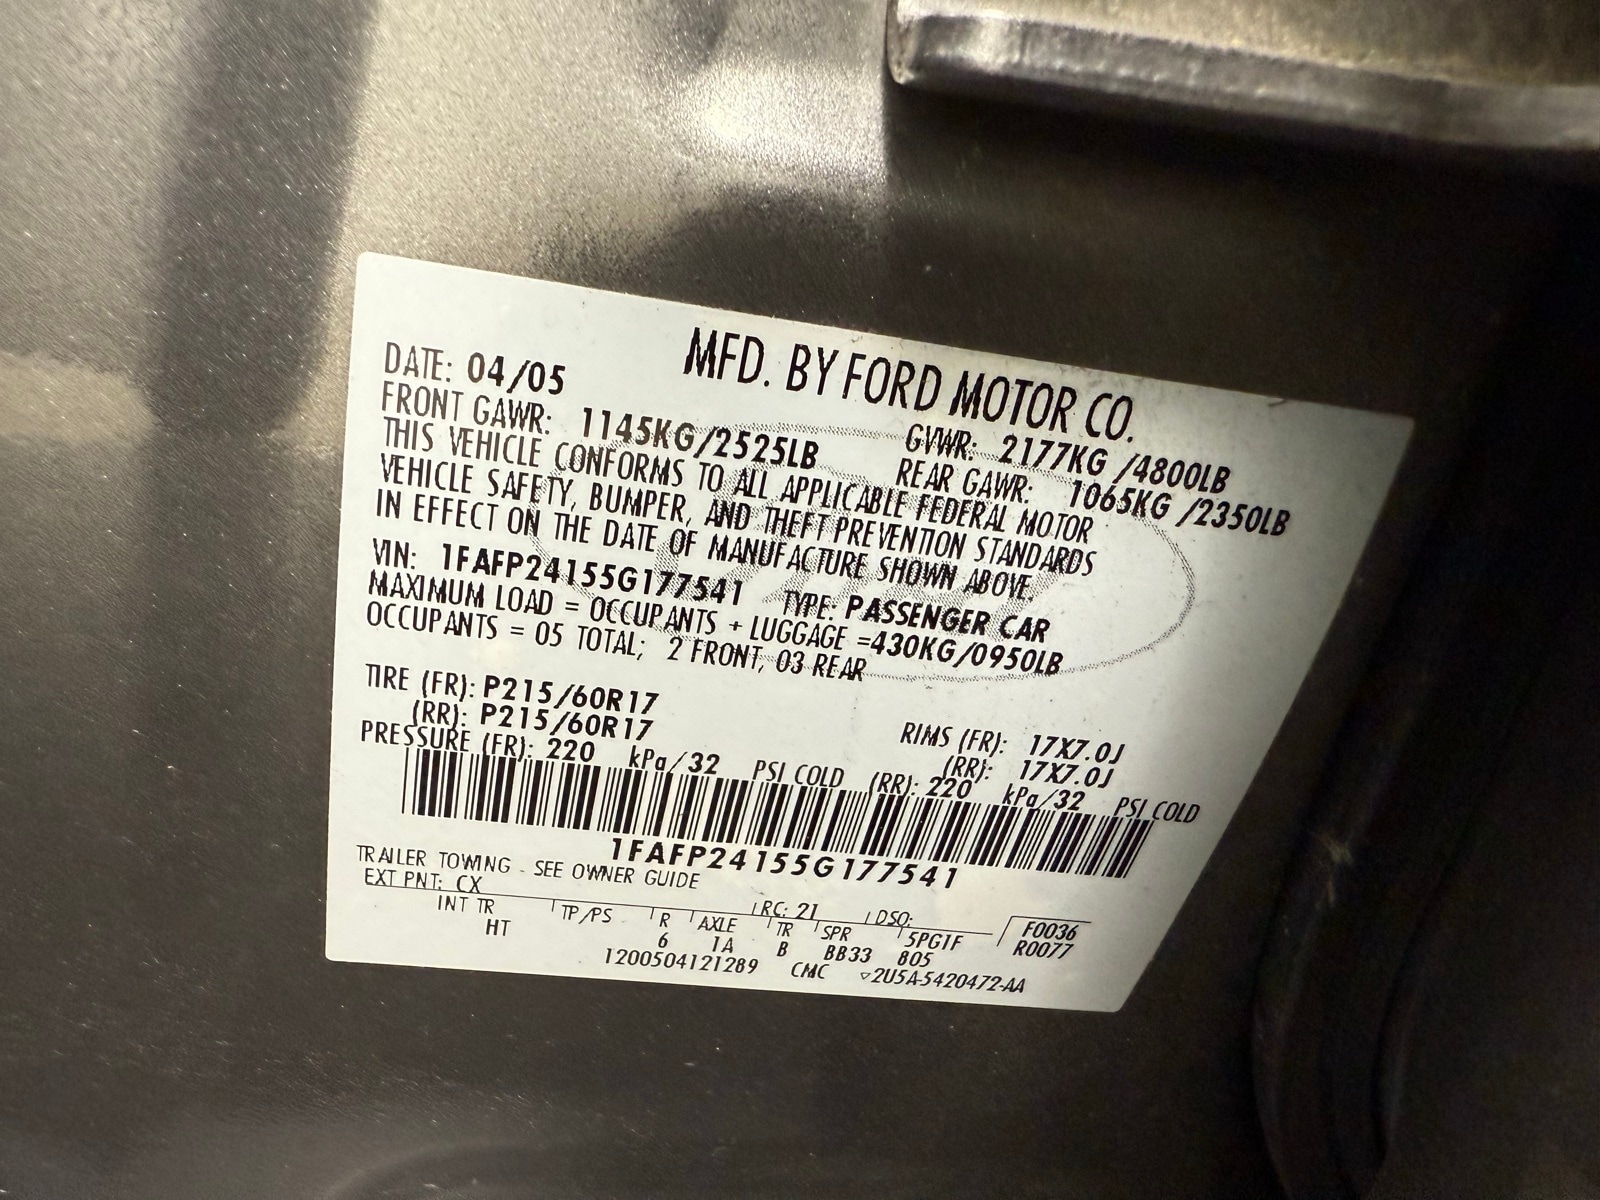 MFD. BY FORD MOTOR CO.
DATE: 04/05 GVWR: 2177KG /4800LB
FRONT GAWR: 1145KG/2525LB REAR GAWR: 1065KG /2350LB
THIS VEHICLE CONFORMS TO ALL APPLICABLE FEDERAL MOTOR
VEHICLE SAFETY, BUMPER, AND THEFT PREVENTION STANDARDS
IN EFFECT ON THE DATE OF MANUFACTURE SHOWN ABOVE.
VIN: 1FAFP24155G177541 TYPE: PASSENGER CAR
MAXIMUM LOAD = OCCUPANTS + LUGGAGE =430KG/0950LB
OCCUPANTS = 05 TOTAL; 2 FRONT, 03 REAR
TIRE (FR): P215/60R17 RIMS (FR): 17X7.0J
(RR): P215/60R17 (RR): 17X7.0J
PRESSURE (FR): 220 kPa/32 PSI COLD (RR): 220 kPa/32 PSI COLD
1FAFP24155G177541
TRAILER TOWING - SEE OWNER GUIDE
EXT PNT: CX RC: 21 DSO: F0036
INT TR TP/PS R AXLE TR SPR 5PG1F R0077
HT 6 1A B BB33 805
1200504121289 CMC ▽2U5A-5420472-AA